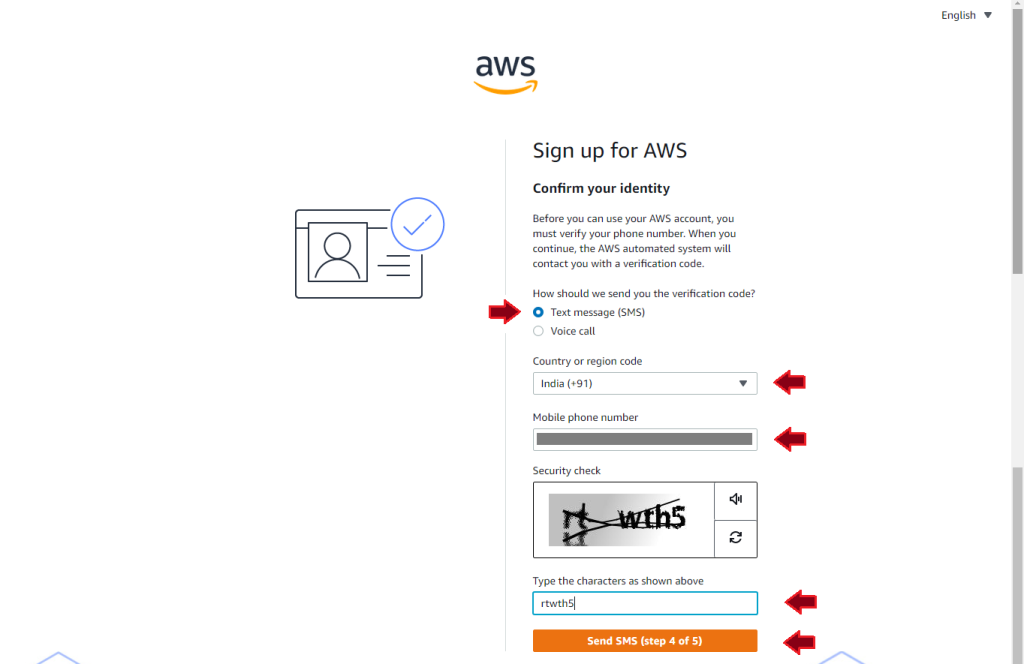 English
aws
Sign up for AWS
Confirm your identity
Before you can use your AWS account, you
must verify your phone number. When you
continue, the AWS automated system will
contact you with a verification code.
How should we send you the verification code?
Text message (SMS)
Voice call
Country or region code
India (+91)
Mobile phone number
Security check
rt wth5
Type the characters as shown above
rtwth5
Send SMS (step 4 of 5)